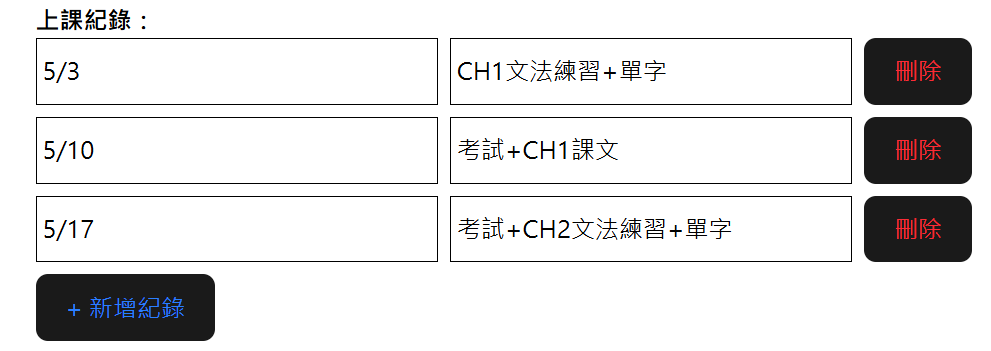 上課紀錄：
5/3 CH1文法練習+單字 刪除
5/10 考試+CH1課文 刪除
5/17 考試+CH2文法練習+單字 刪除
+ 新增紀錄